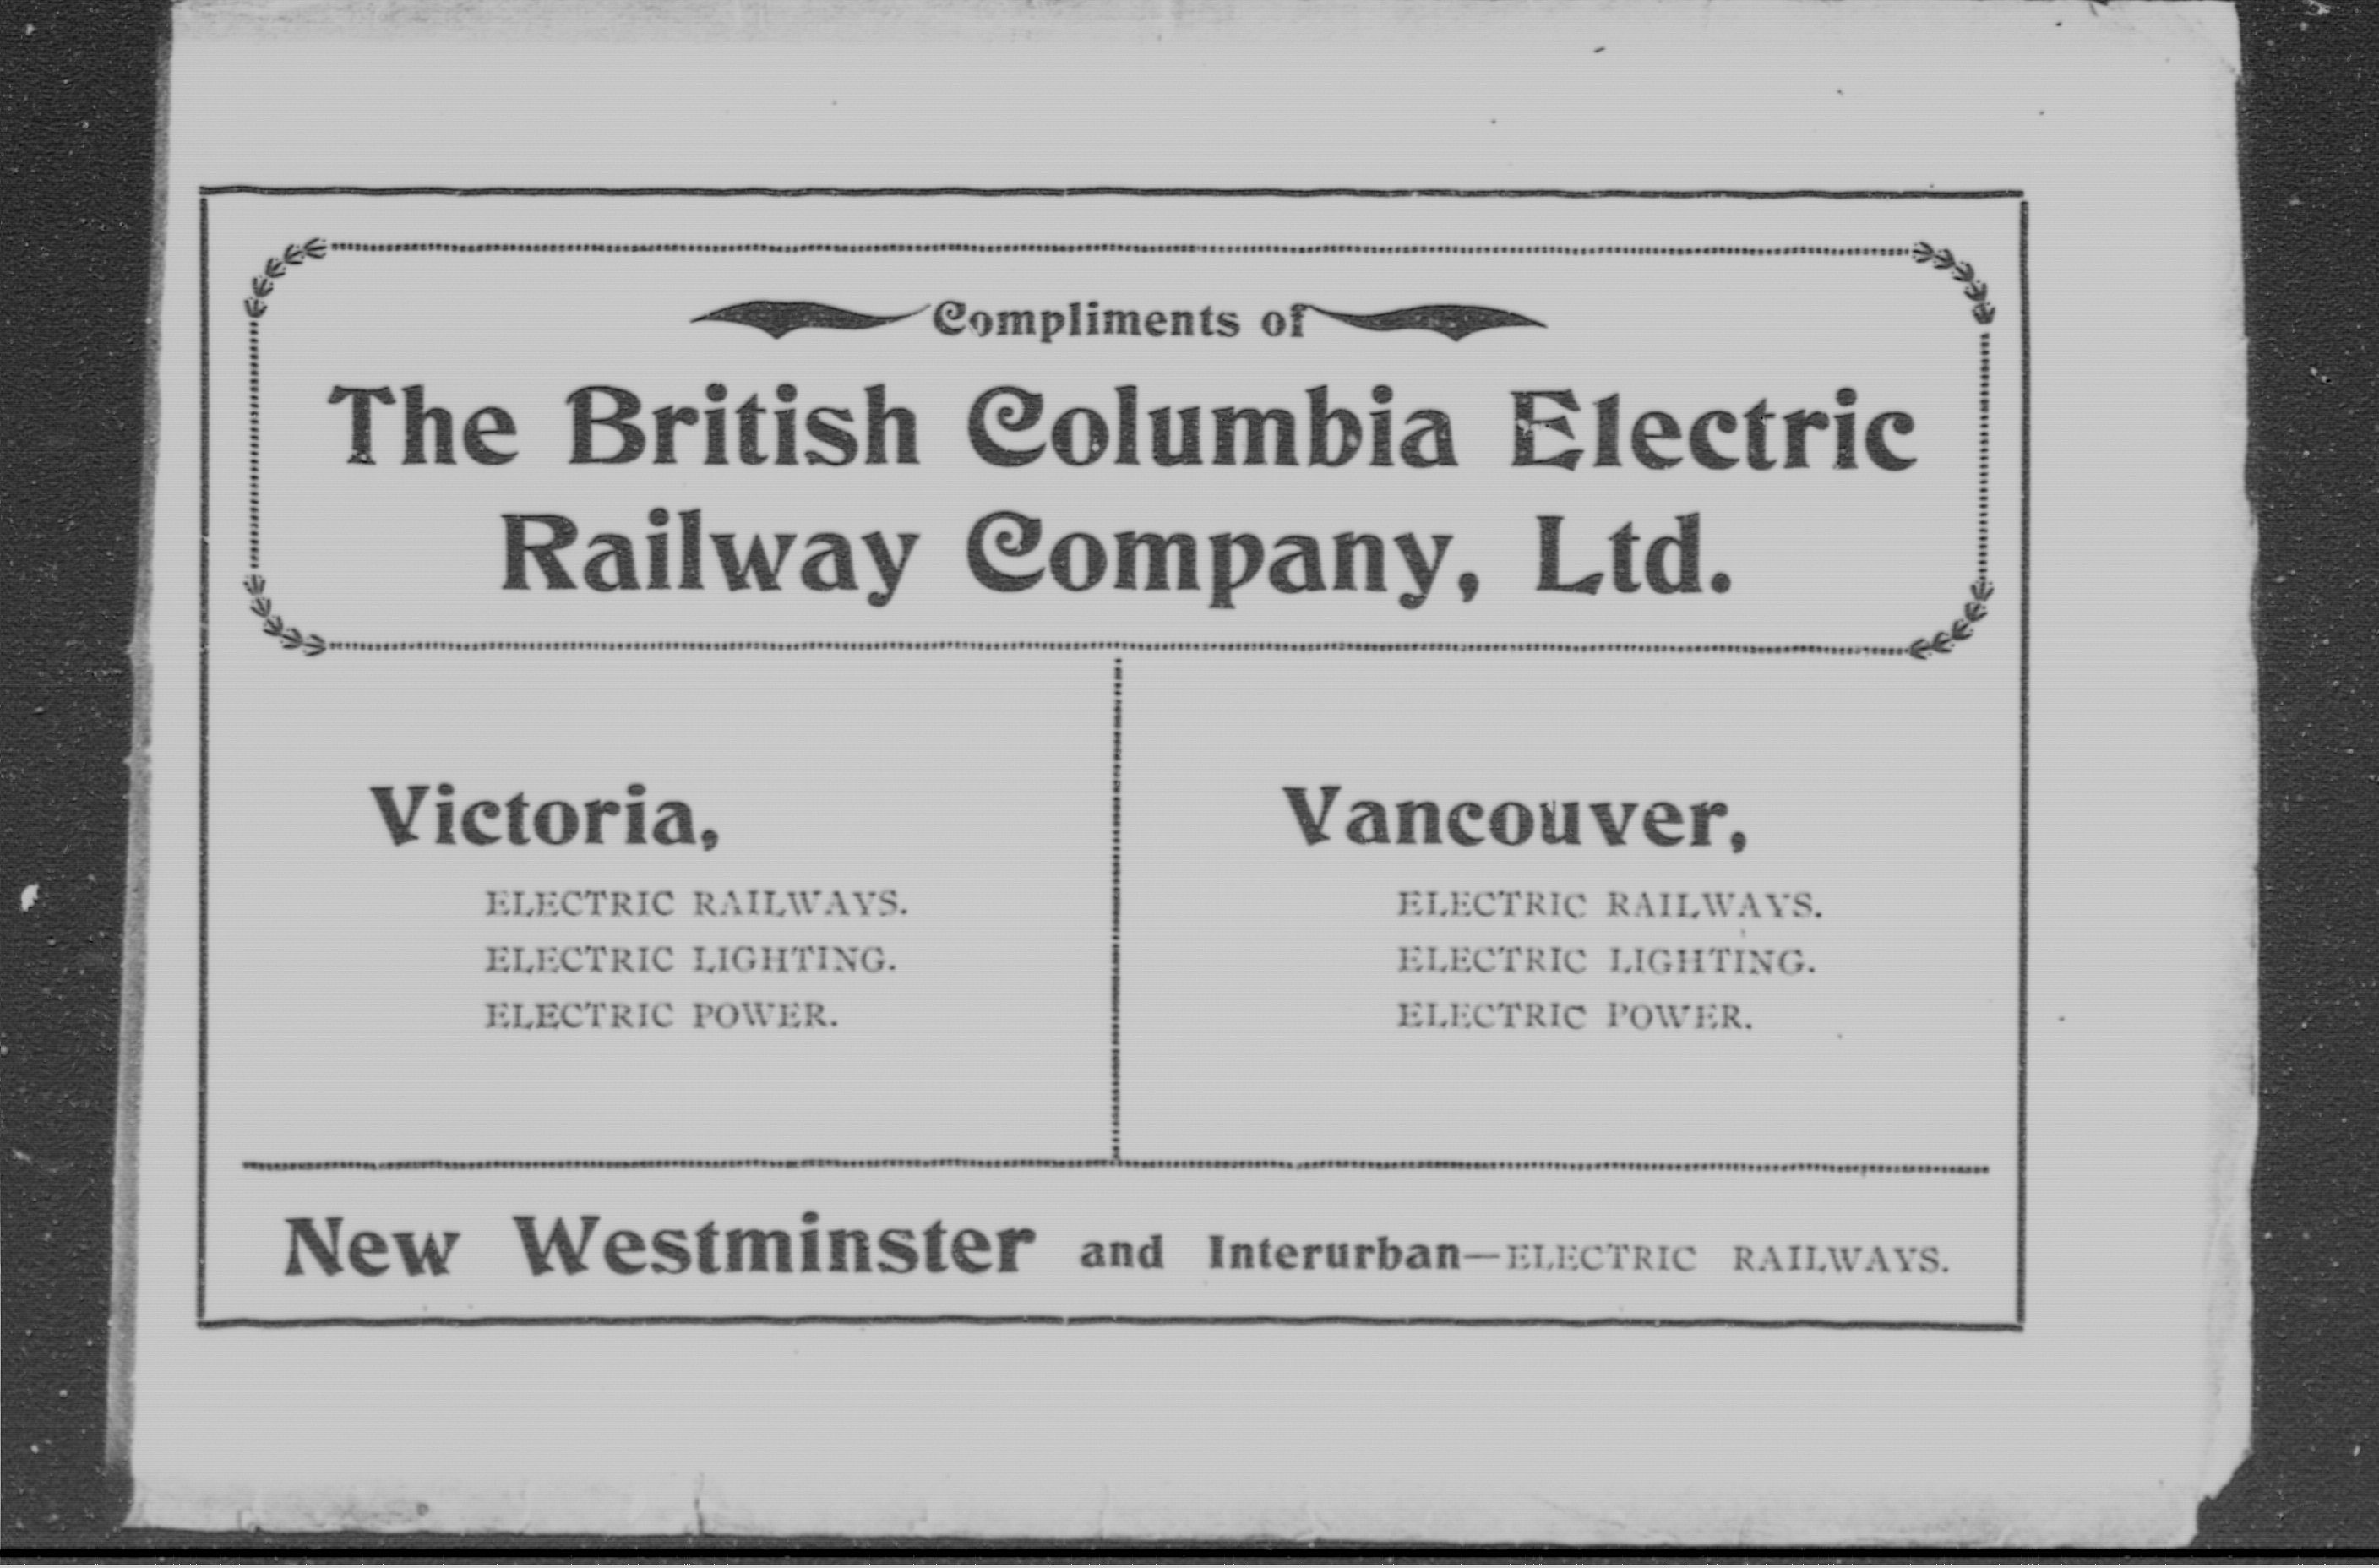 Compliments of
The British Columbia Electric
Railway Company, Ltd.
Victoria,
ELECTRIC RAILWAYS.
ELECTRIC LIGHTING.
ELECTRIC POWER.
Vancouver,
ELECTRIC RAILWAYS.
ELECTRIC LIGHTING.
ELECTRIC POWER.
New Westminster and Interurban—ELECTRIC RAILWAYS.